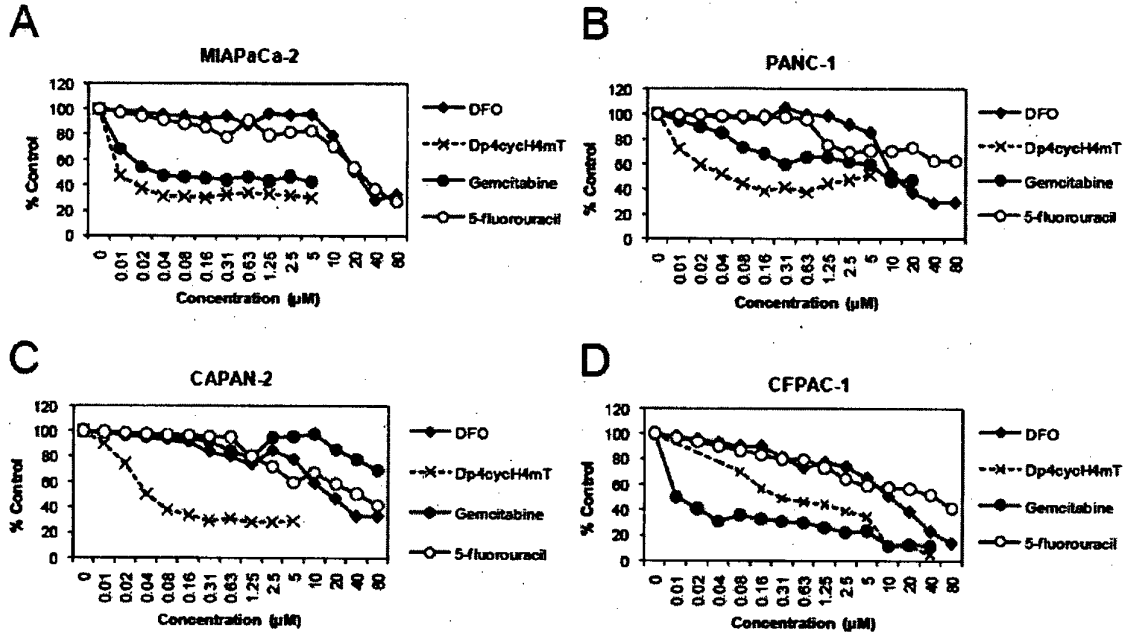 A
MIAPaCa-2
% Control
120
100
80
60
40
20
0
0
0.01
0.02
0.04
0.08
0.16
0.31
0.63
1.25
2.5
5
10
20
40
80
Concentration (µM)
DFO
Dp4cycH4mT
Gemcitabine
5-fluorouracil
B
PANC-1
% Control
120
100
80
60
40
20
0
0
0.01
0.02
0.04
0.08
0.16
0.31
0.63
1.25
2.5
5
10
20
40
80
Concentration (µM)
DFO
Dp4cycH4mT
Gemcitabine
5-fluorouracil
C
CAPAN-2
% Control
120
100
80
60
40
20
0
0
0.01
0.02
0.04
0.08
0.16
0.31
0.63
1.25
2.5
5
10
20
40
80
Concentration (µM)
DFO
Dp4cycH4mT
Gemcitabine
5-fluorouracil
D
CFPAC-1
% Control
120
100
80
60
40
20
0
0
0.01
0.02
0.04
0.08
0.16
0.31
0.63
1.25
2.5
5
10
20
40
80
Concentration (µM)
DFO
Dp4cycH4mT
Gemcitabine
5-fluorouracil